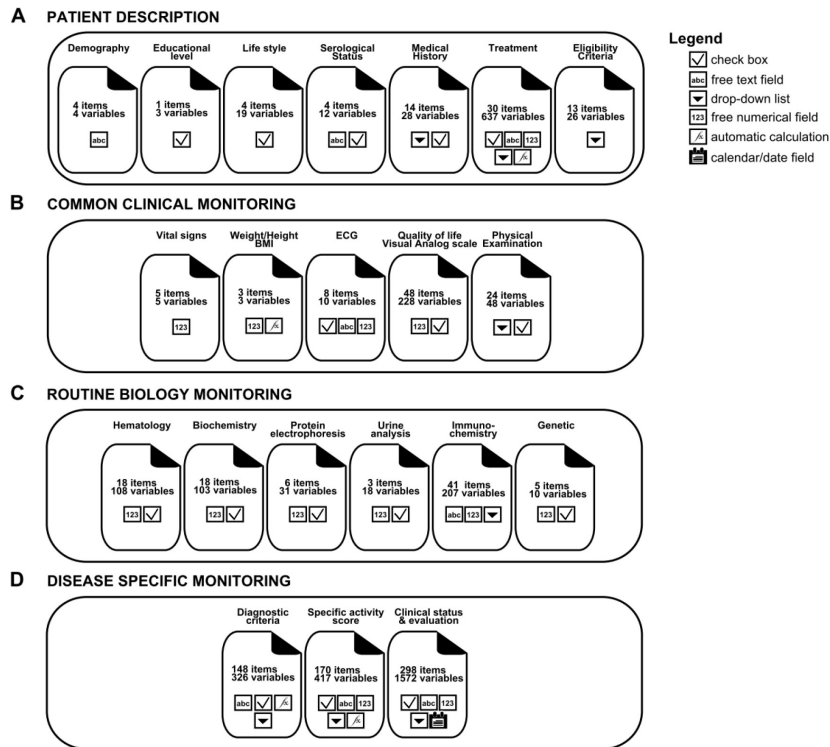 A PATIENT DESCRIPTION
Demography
4 items
4 variables
abc
Educational
level
1 items
3 variables
Life style
4 items
19 variables
Serological
Status
4 items
12 variables
abc
Medical
History
14 items
28 variables
Treatment
30 items
637 variables
abc 123
fx
Eligibility
Criteria
13 items
26 variables
Legend
check box
abc free text field
drop-down list
123 free numerical field
fx automatic calculation
calendar/date field
B COMMON CLINICAL MONITORING
Vital signs
5 items
5 variables
123
Weight/Height
BMI
3 items
3 variables
123 fx
ECG
8 items
10 variables
abc 123
Quality of life
Visual Analog scale
48 items
228 variables
123
Physical
Examination
24 items
48 variables
C ROUTINE BIOLOGY MONITORING
Hematology
18 items
108 variables
123
Biochemistry
18 items
103 variables
123
Protein
electrophoresis
6 items
31 variables
123
Urine
analysis
3 items
18 variables
123
Immuno-
chemistry
41 items
207 variables
abc 123
Genetic
5 items
10 variables
123
D DISEASE SPECIFIC MONITORING
Diagnostic
criteria
148 items
326 variables
abc fx
Specific activity
score
170 items
417 variables
abc 123
fx
Clinical status
& evaluation
298 items
1572 variables
abc 123